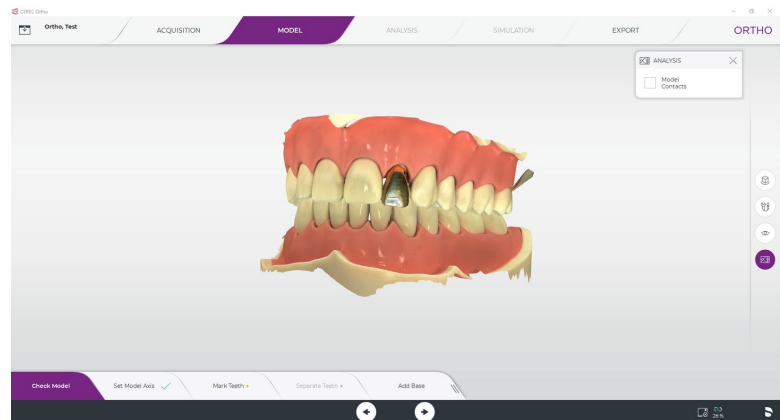 CEREC Ortho
Ortho, Test
ACQUISITION
MODEL
ANALYSIS
SIMULATION
EXPORT
ORTHO
ANALYSIS
Model
Contacts
Check Model
Set Model Axis
Mark Teeth
Separate Teeth
Add Base